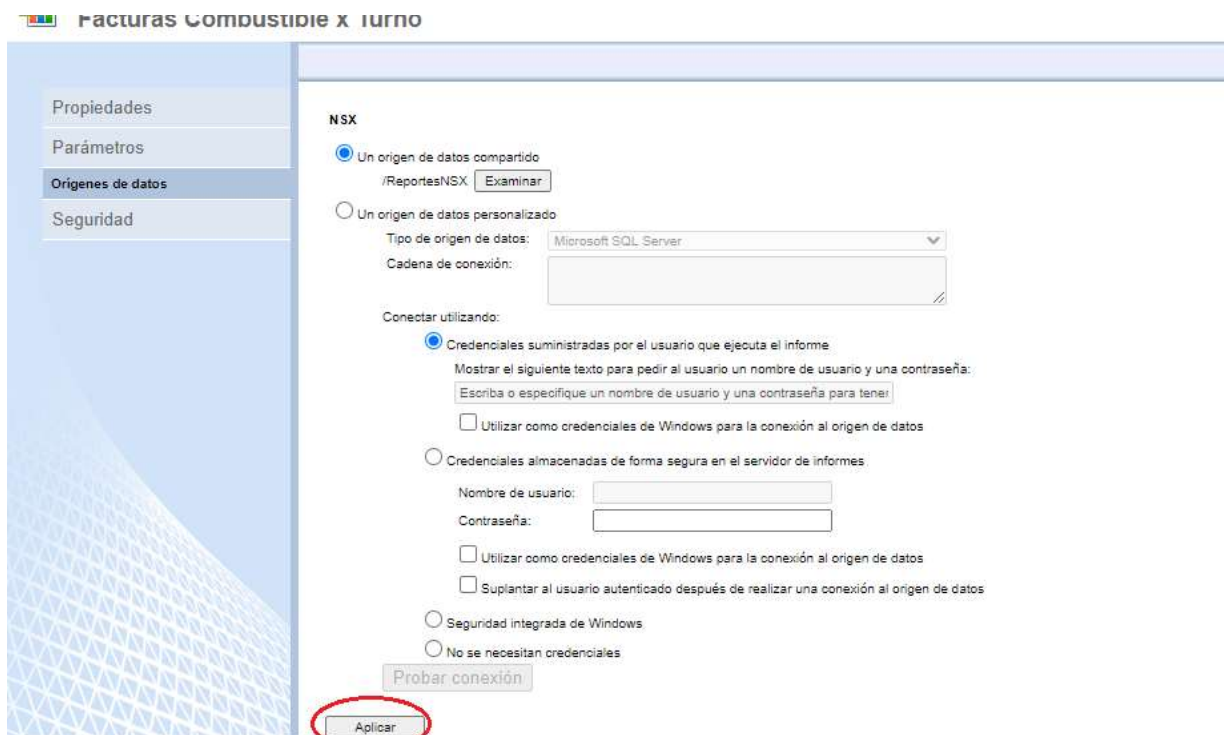 Facturas Combustible x Turno
Propiedades
Parámetros
Orígenes de datos
Seguridad
NSX
Un origen de datos compartido
/ReportesNSX Examinar
Un origen de datos personalizado
Tipo de origen de datos: Microsoft SQL Server
Cadena de conexión:
Conectar utilizando:
Credenciales suministradas por el usuario que ejecuta el informe
Mostrar el siguiente texto para pedir al usuario un nombre de usuario y una contraseña:
Escriba o especifique un nombre de usuario y una contraseña para tener
Utilizar como credenciales de Windows para la conexión al origen de datos
Credenciales almacenadas de forma segura en el servidor de informes
Nombre de usuario:
Contraseña:
Utilizar como credenciales de Windows para la conexión al origen de datos
Suplantar al usuario autenticado después de realizar una conexión al origen de datos
Seguridad integrada de Windows
No se necesitan credenciales
Probar conexión
Aplicar